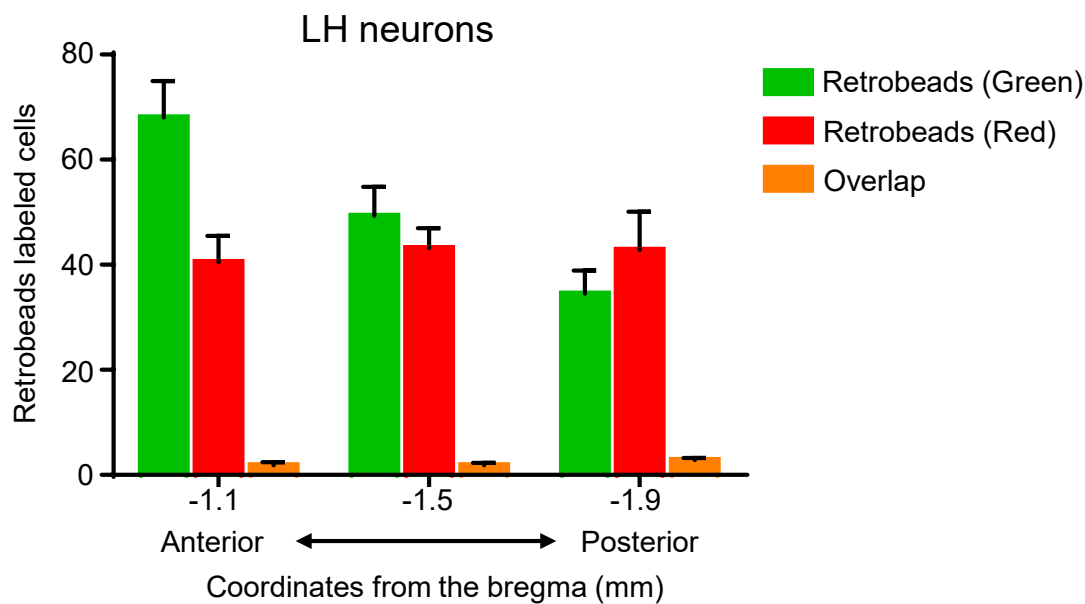 LH neurons
Retrobeads labeled cells
80
60
40
20
0
-1.1
-1.5
-1.9
Anterior
Posterior
Coordinates from the bregma (mm)
Retrobeads (Green)
Retrobeads (Red)
Overlap